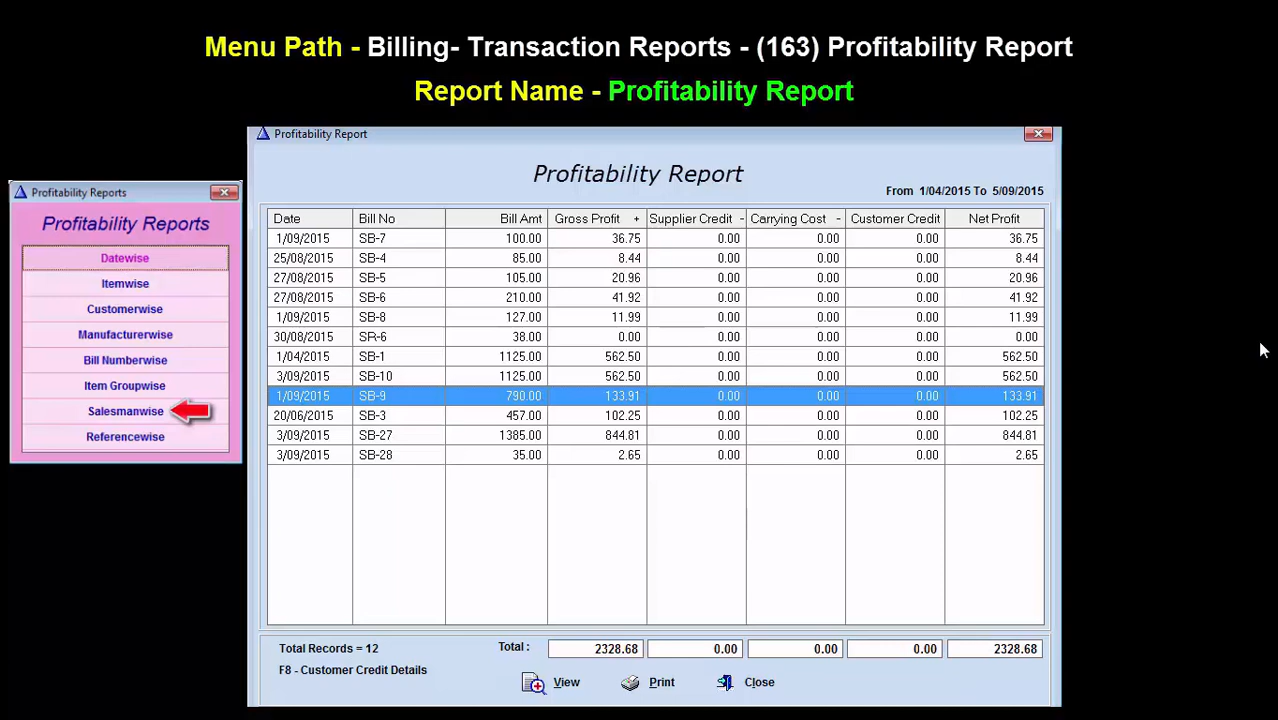 Menu Path - Billing- Transaction Reports - (163) Profitability Report
Report Name - Profitability Report
Profitability Reports
Profitability Reports
Datewise
Itemwise
Customerwise
Manufacturerwise
Bill Numberwise
Item Groupwise
Salesmanwise
Referencewise
Profitability Report
Profitability Report
From 1/04/2015 To 5/09/2015
Date Bill No Bill Amt Gross Profit + Supplier Credit - Carrying Cost - Customer Credit Net Profit
1/09/2015 SB-7 100.00 36.75 0.00 0.00 0.00 36.75
25/08/2015 SB-4 85.00 8.44 0.00 0.00 0.00 8.44
27/08/2015 SB-5 105.00 20.96 0.00 0.00 0.00 20.96
27/08/2015 SB-6 210.00 41.92 0.00 0.00 0.00 41.92
1/09/2015 SB-8 127.00 11.99 0.00 0.00 0.00 11.99
30/08/2015 SR-6 38.00 0.00 0.00 0.00 0.00 0.00
1/04/2015 SB-1 1125.00 562.50 0.00 0.00 0.00 562.50
3/09/2015 SB-10 1125.00 562.50 0.00 0.00 0.00 562.50
1/09/2015 SB-9 790.00 133.91 0.00 0.00 0.00 133.91
20/06/2015 SB-3 457.00 102.25 0.00 0.00 0.00 102.25
3/09/2015 SB-27 1385.00 844.81 0.00 0.00 0.00 844.81
3/09/2015 SB-28 35.00 2.65 0.00 0.00 0.00 2.65
Total Records = 12 Total : 2328.68 0.00 0.00 0.00 2328.68
F8 - Customer Credit Details
View Print Close